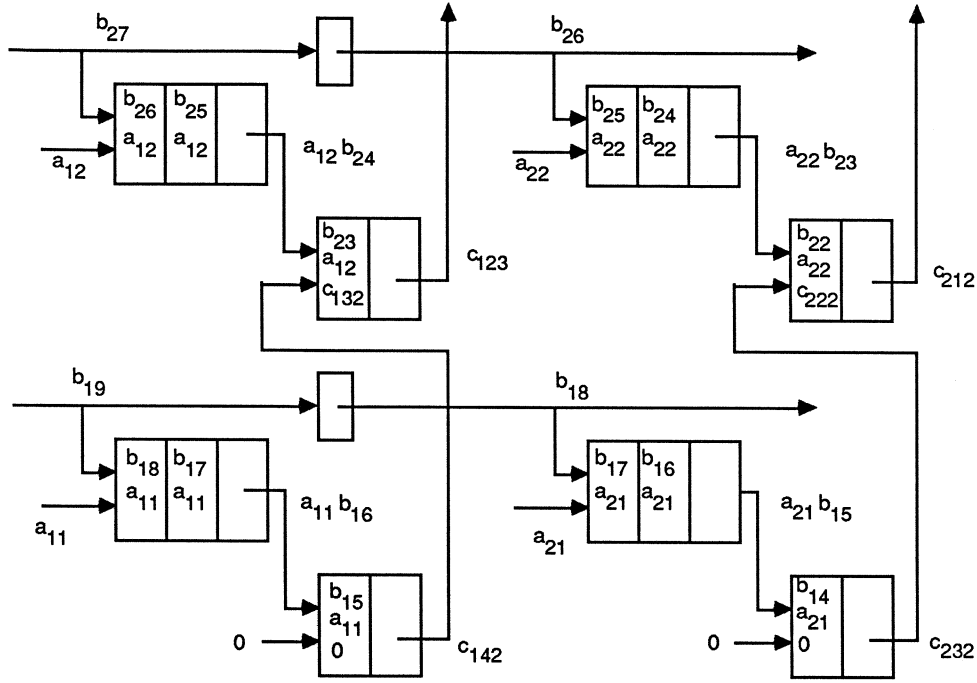 b27 b26
b26 b25 b25 b24
a12 a12 a12 b24 a22 a22 a22 b23
a12 a22
b23 b22
a12 c123 a22 c212
c132 c222
b19 b18
b18 b17 b17 b16
a11 a11 a11 b16 a21 a21 a21 b15
a11 a21
b15 b14
a11 a21
0 0 c142 0 0 c232